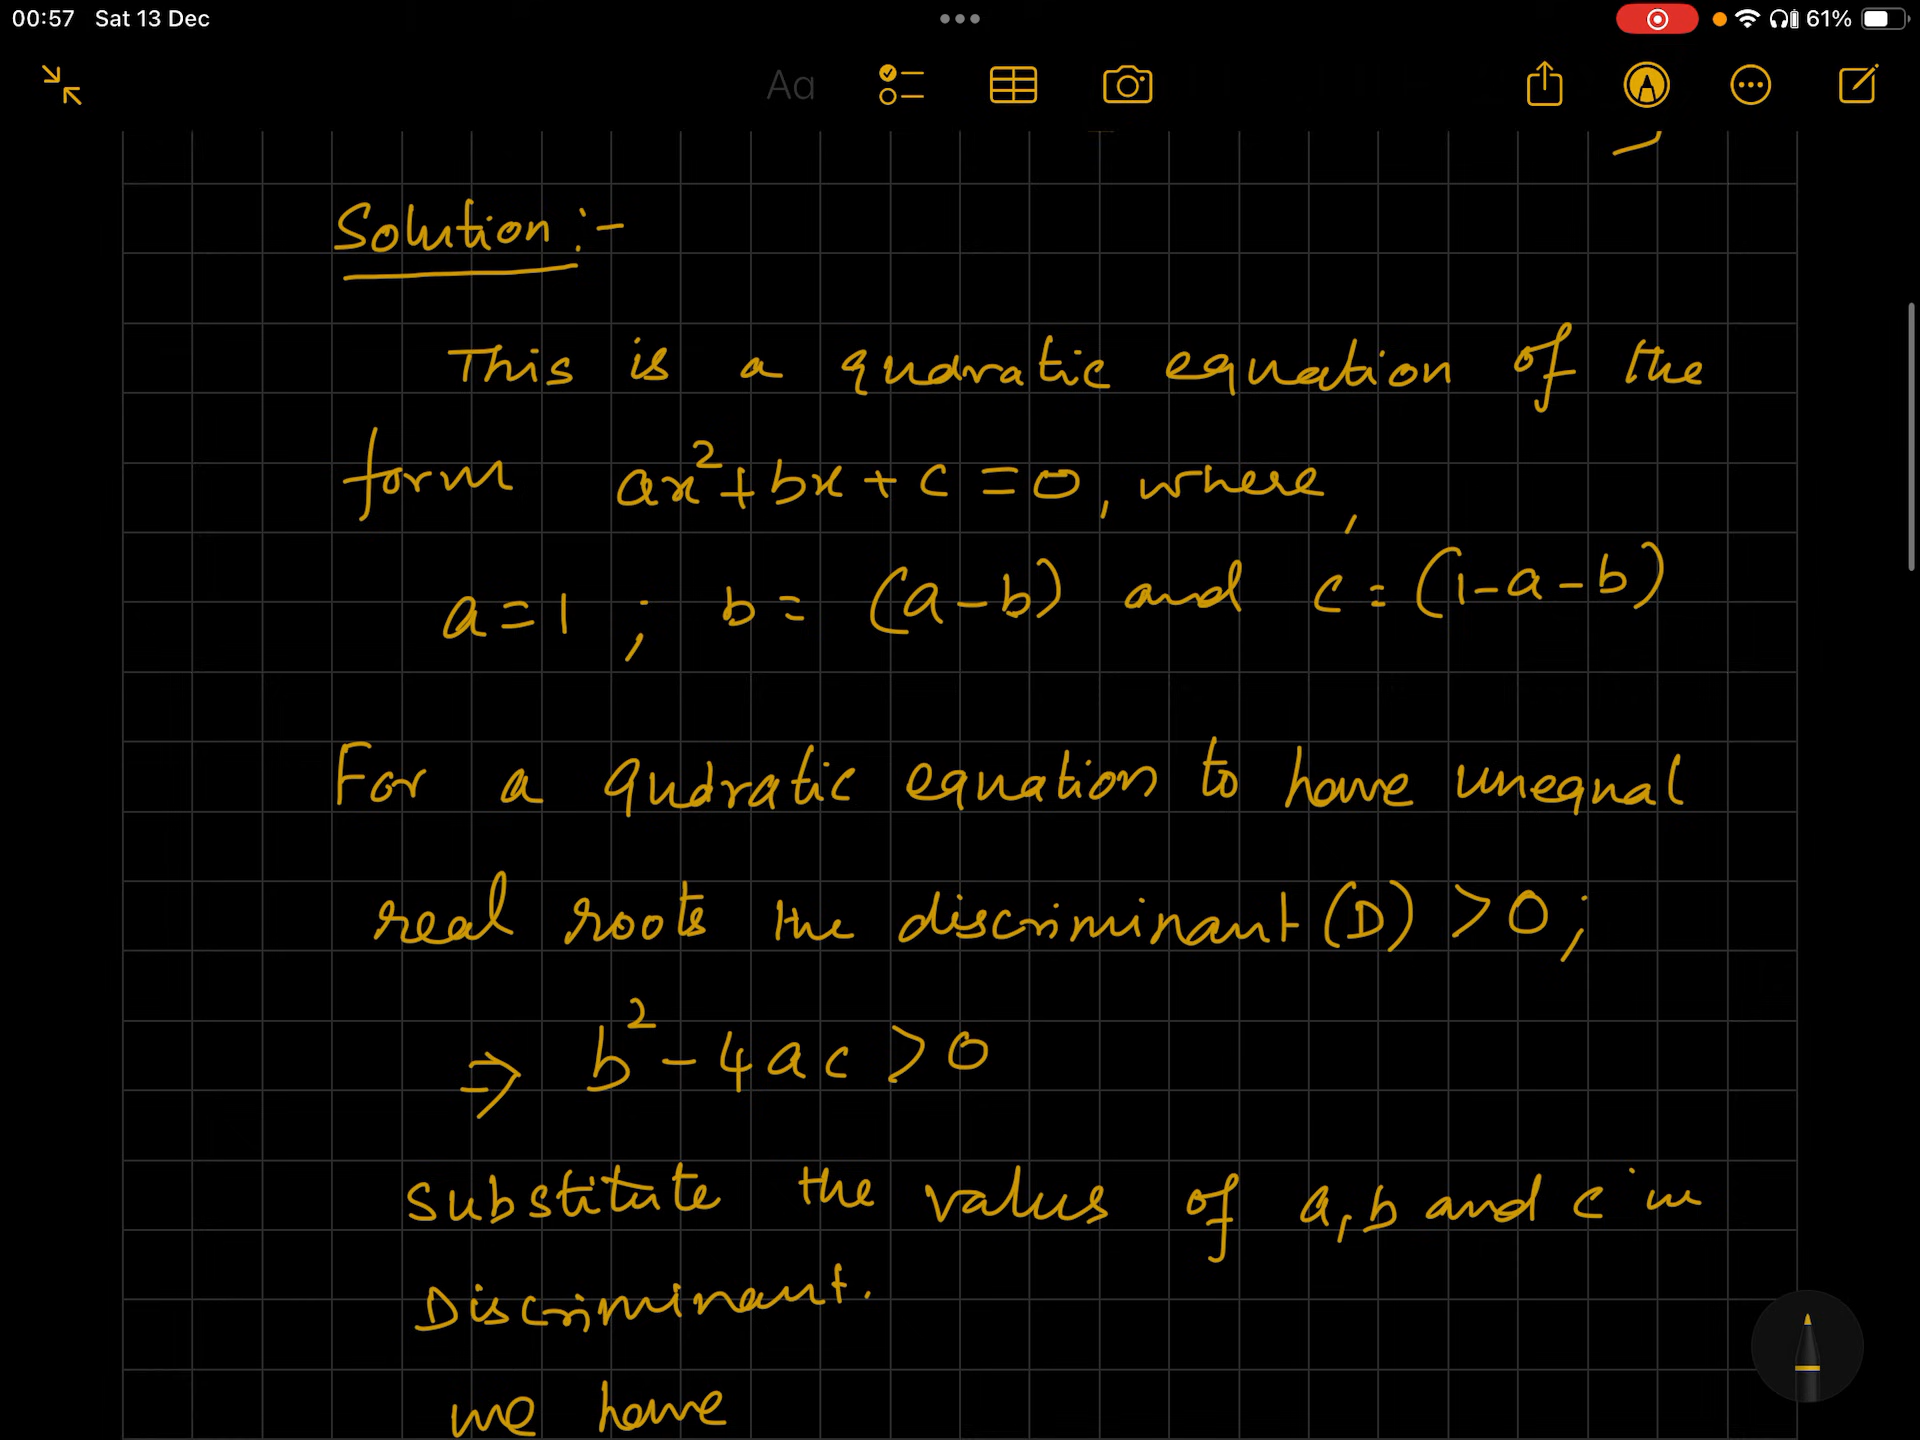 00:57 Sat 13 Dec
61%
Aa
Solution :-
This is a qudratic equation of the
form ax²+bx+c=0, where,
a=1 ; b= (a-b) and c = (1-a-b)
For a qudratic equation to have unequal
real roots the discriminant (D) >0;
⇒ b²-4ac >0
Substitute the values of a,b and c in
Discriminant.
we have